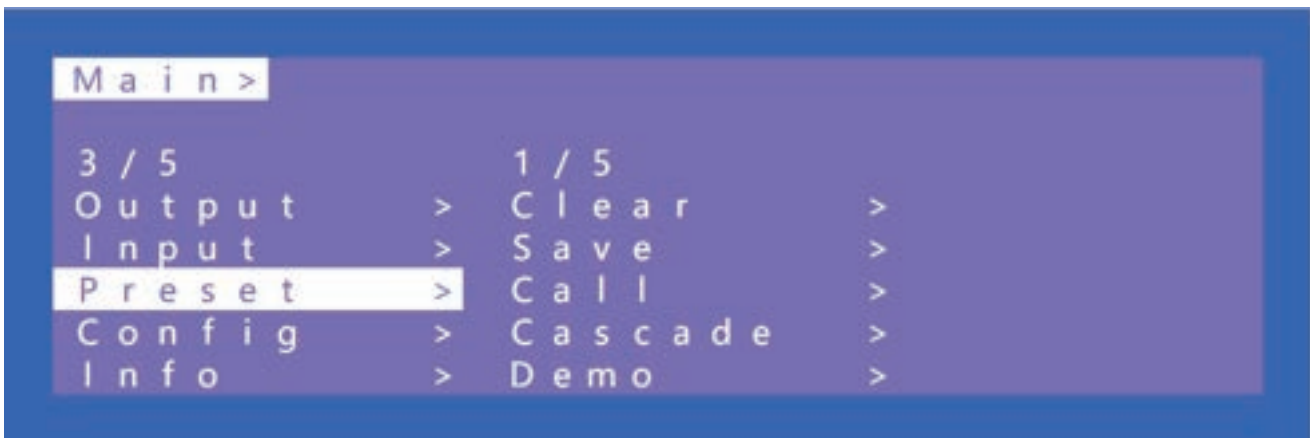 Main>
3/5 1/5
Output > Clear >
Input > Save >
Preset > Call >
Config > Cascade >
Info > Demo >